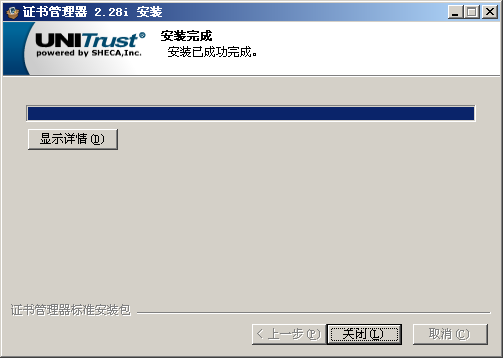 证书管理器 2.28i 安装
UNITrust®
powered by SHECA,Inc.
安装完成
安装已成功完成。
显示详情(D)
证书管理器标准安装包
< 上一步(P)
关闭(L)
取消(C)